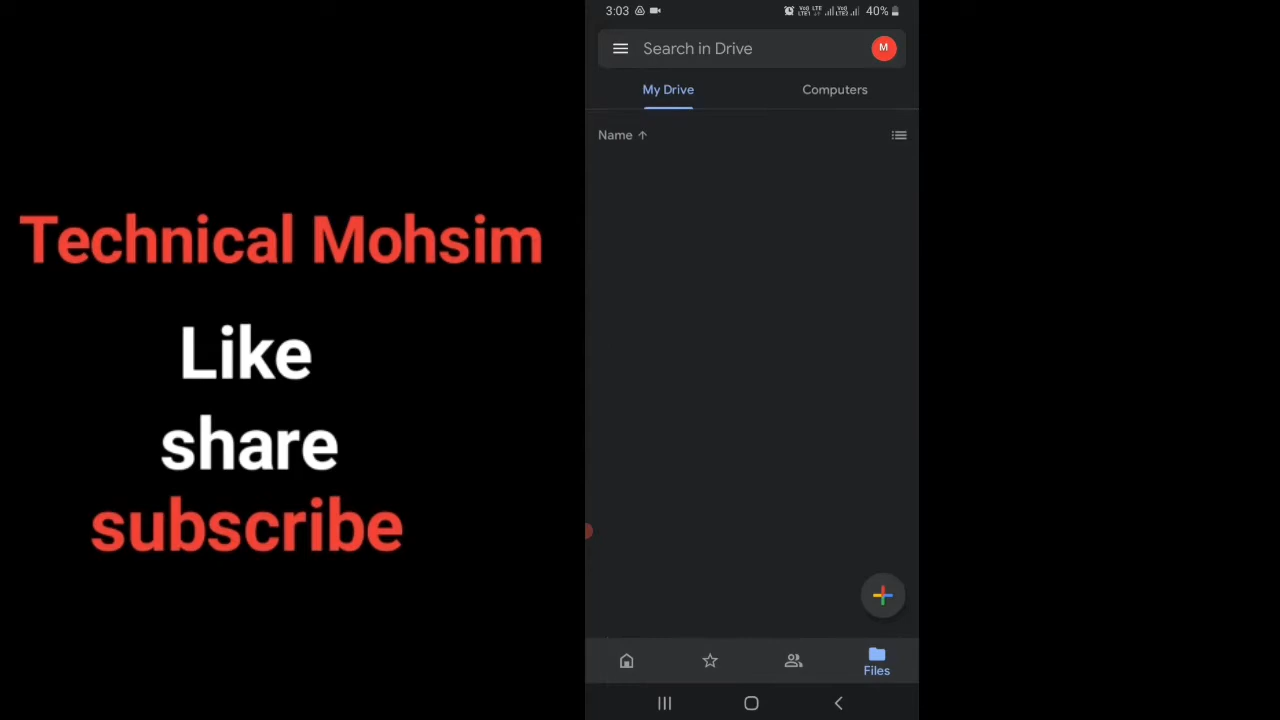 3:03 40%
Search in Drive M
My Drive Computers
Name
Technical Mohsim
Like
share
subscribe
Files